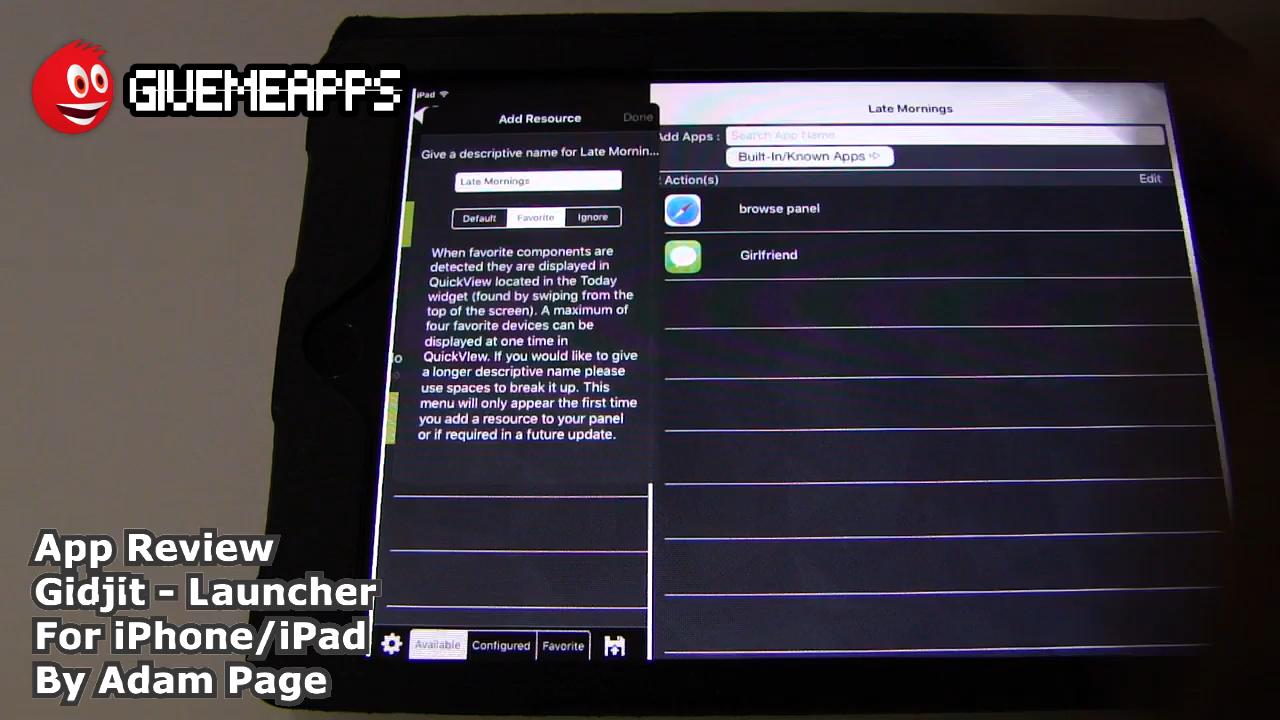 GIVEMEAPPS
iPad
Add Resource
Done
Give a descriptive name for Late Mornin...
Late Mornings
Default
Favorite
Ignore
When favorite components are
detected they are displayed in
QuickView located in the Today
widget (found by swiping from the
top of the screen). A maximum of
four favorite devices can be
displayed at one time in
QuickView. If you would like to give
a longer descriptive name please
use spaces to break it up. This
menu will only appear the first time
you add a resource to your panel
or if required in a future update.
Available
Configured
Favorite
Late Mornings
Add Apps :
Search App Name
Built-In/Known Apps
Action(s)
Edit
browse panel
Girlfriend
App Review
Gidjit - Launcher
For iPhone/iPad
By Adam Page